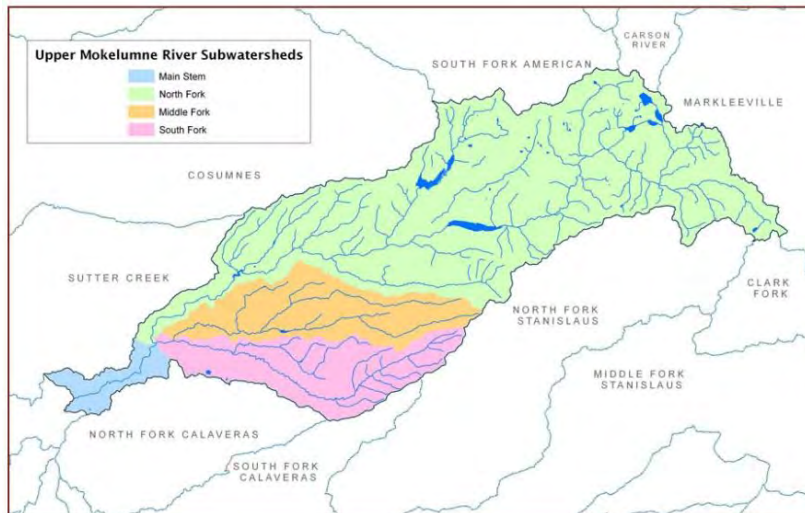 Upper Mokelumne River Subwatersheds
Main Stem
North Fork
Middle Fork
South Fork
CARSON
RIVER
SOUTH FORK AMERICAN
MARKLEEVILLE
COSUMNES
SUTTER CREEK
CLARK
FORK
NORTH FORK
STANISLAUS
MIDDLE FORK
STANISLAUS
NORTH FORK CALAVERAS
SOUTH FORK
CALAVERAS